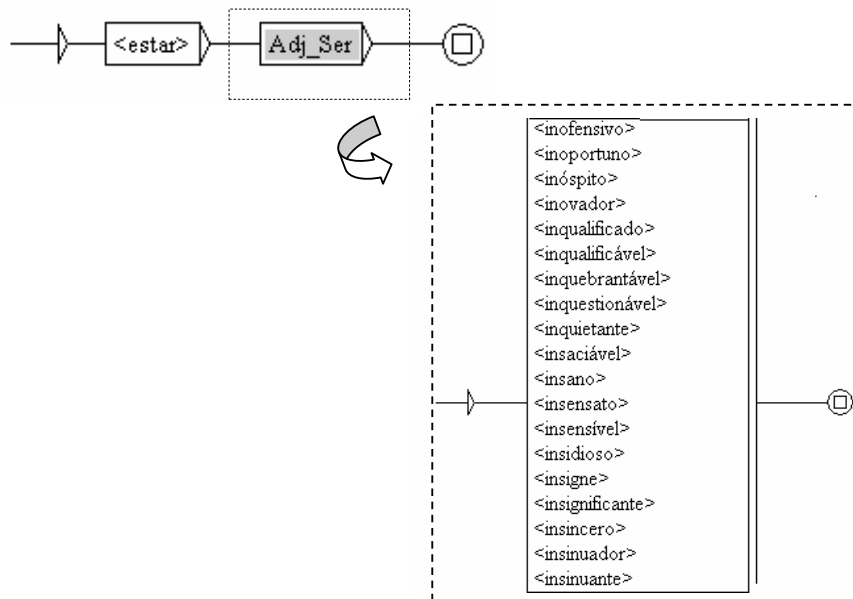 <estar> Adj_Ser
<inofensivo>
<inoportuno>
<inóspito>
<inovador>
<inqualificado>
<inqualificável>
<inquebrantável>
<inquestionável>
<inquietante>
<insaciável>
<insano>
<insensato>
<insensível>
<insidioso>
<insigne>
<insignificante>
<insincero>
<insinuador>
<insinuante>